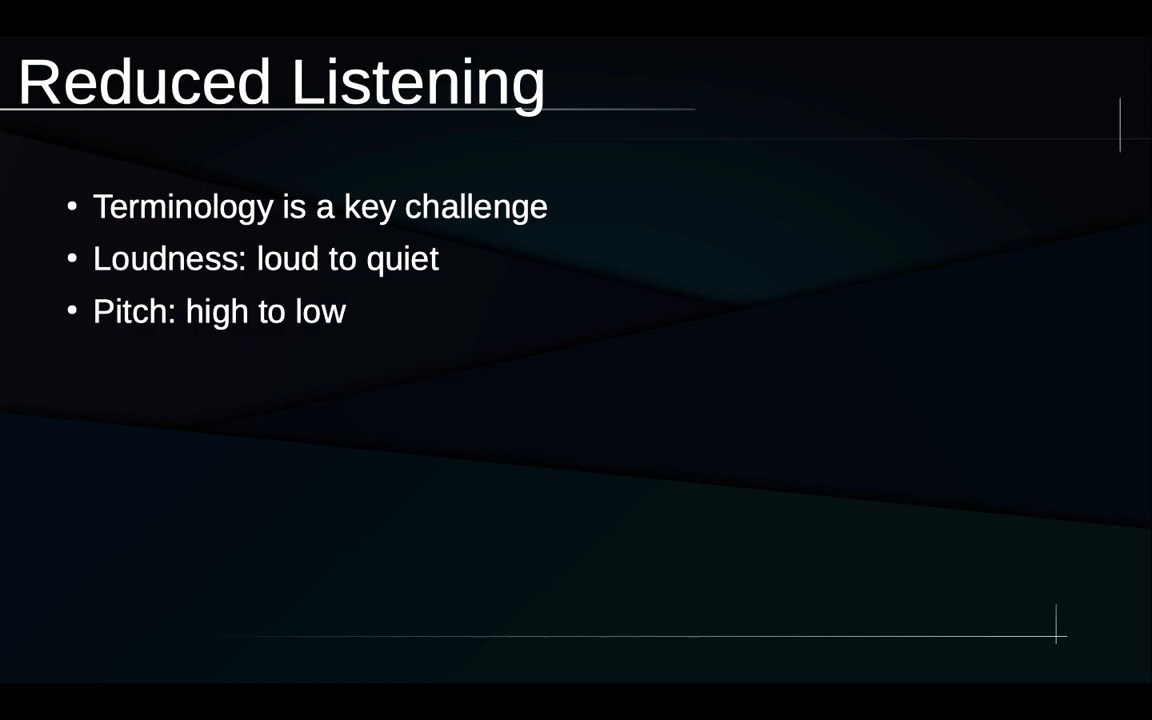 Reduced Listening
• Terminology is a key challenge
• Loudness: loud to quiet
• Pitch: high to low